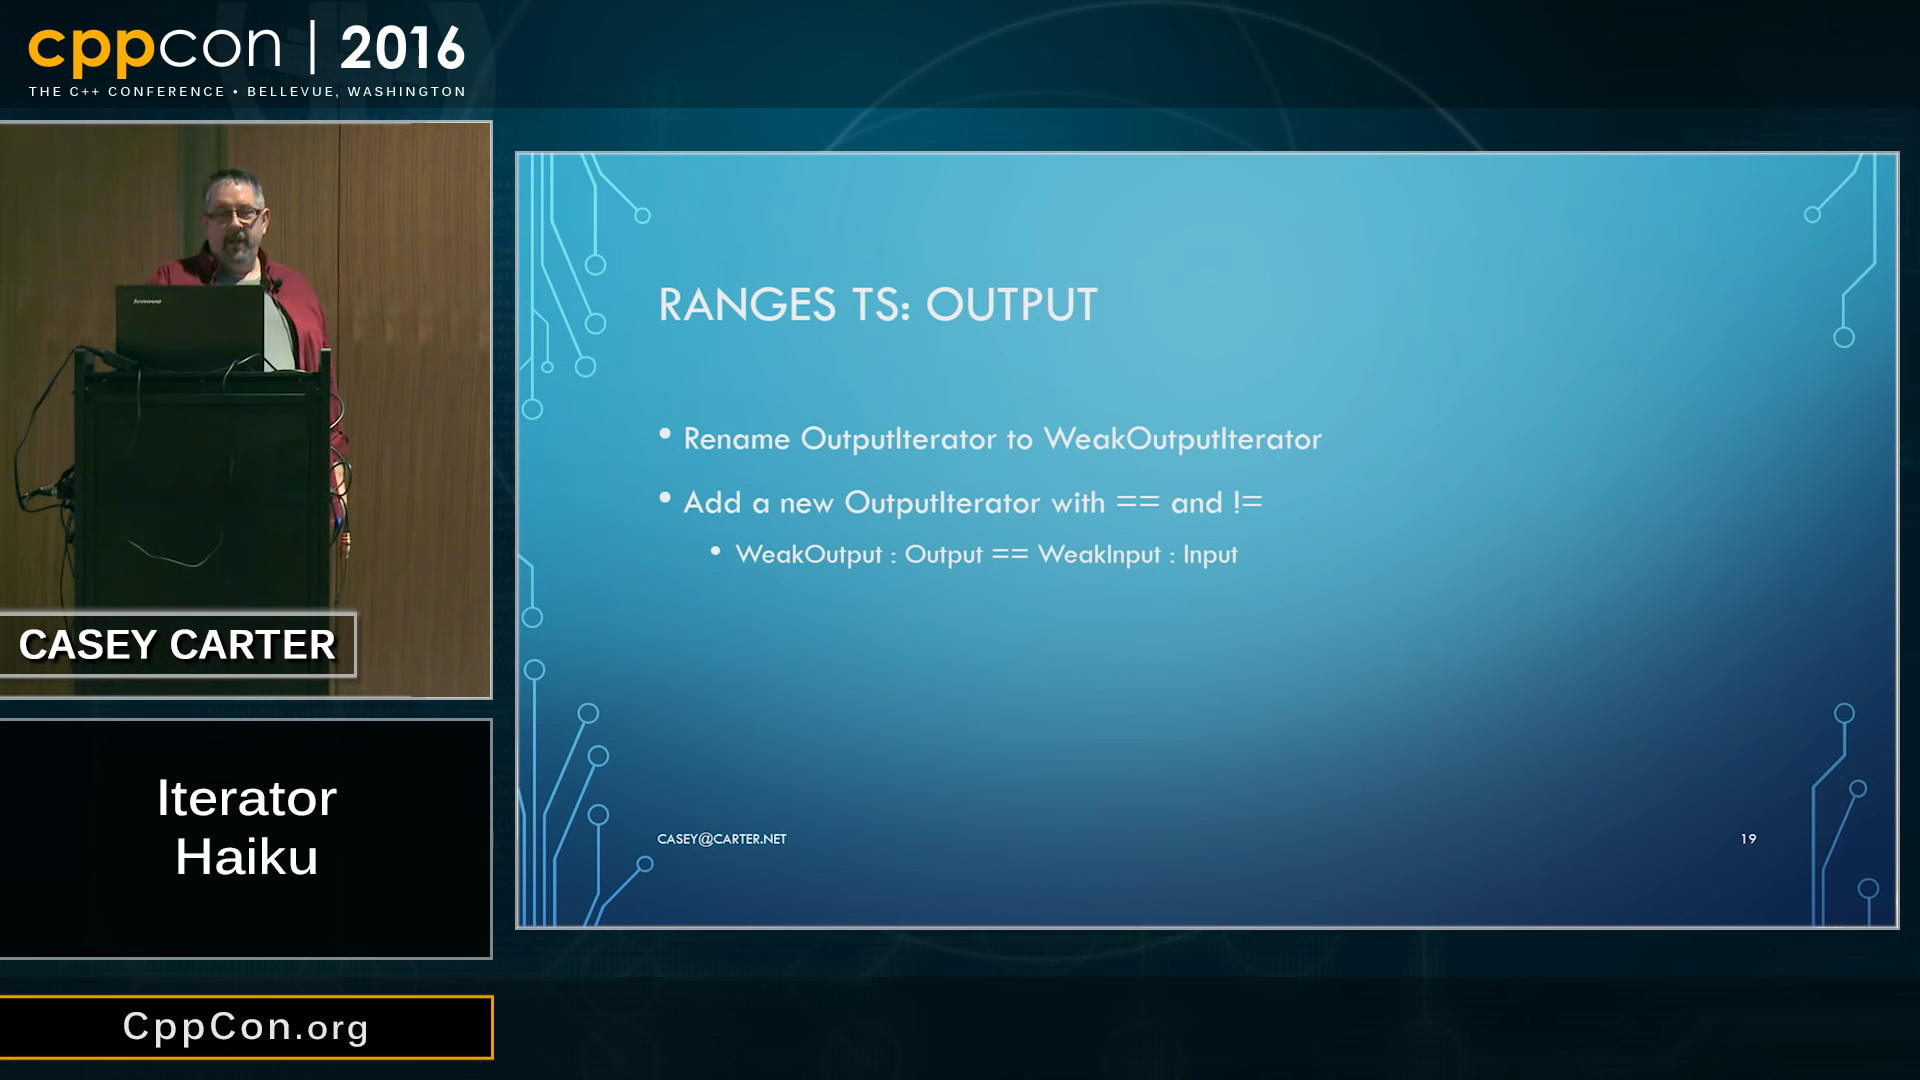 cppcon | 2016
THE C++ CONFERENCE • BELLEVUE, WASHINGTON
lenovo
CASEY CARTER
Iterator
Haiku
CppCon.org
RANGES TS: OUTPUT
• Rename OutputIterator to WeakOutputIterator
• Add a new OutputIterator with == and !=
• WeakOutput : Output == WeakInput : Input
CASEY@CARTER.NET
19